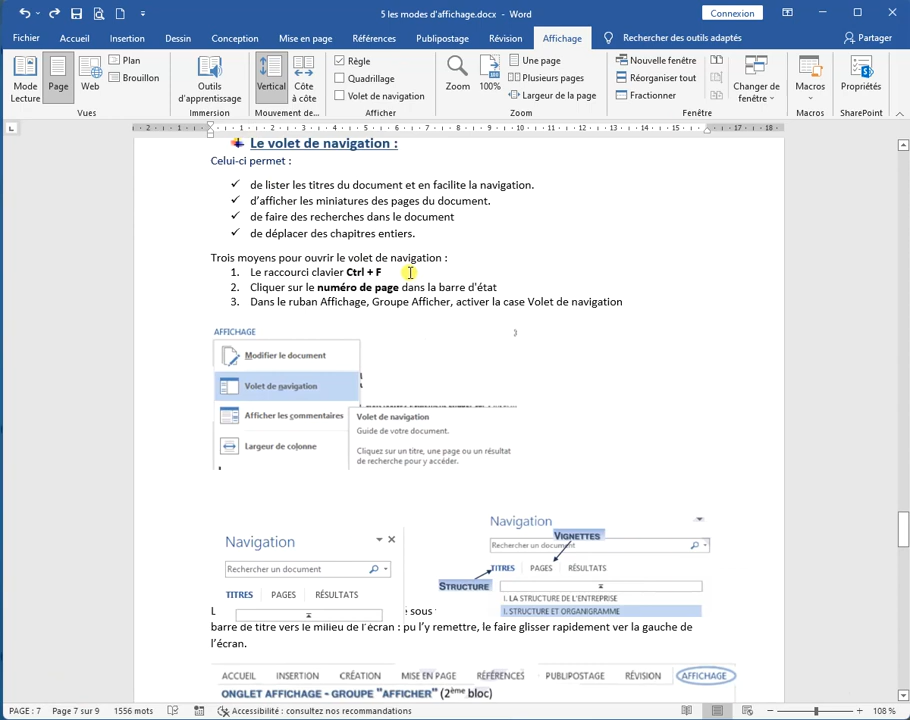 5 les modes d'affichage.docx - Word
Connexion
Fichier Accueil Insertion Dessin Conception Mise en page Références Publipostage Révision Affichage Rechercher des outils adaptés Partager
Mode Lecture
Page
Web
Plan
Brouillon
Vues
Outils d'apprentissage
Immersion
Vertical
Côte à côte
Mouvement de...
Règle
Quadrillage
Volet de navigation
Afficher
Zoom
100%
Une page
Plusieurs pages
Largeur de la page
Zoom
Nouvelle fenêtre
Réorganiser tout
Fractionner
Changer de fenêtre
Fenêtre
Macros
Macros
Propriétés
SharePoint
Le volet de navigation :
Celui-ci permet :
✓ de lister les titres du document et en facilite la navigation.
✓ d'afficher les miniatures des pages du document.
✓ de faire des recherches dans le document
✓ de déplacer des chapitres entiers.
Trois moyens pour ouvrir le volet de navigation :
1. Le raccourci clavier Ctrl + F
2. Cliquer sur le numéro de page dans la barre d'état
3. Dans le ruban Affichage, Groupe Afficher, activer la case Volet de navigation
AFFICHAGE
Modifier le document
Volet de navigation
Afficher les commentaires
Largeur de colonne
Volet de navigation
Guide de votre document.
Cliquez sur un titre, une page ou un résultat
de recherche pour y accéder.
Navigation
Rechercher un document
TITRES PAGES RÉSULTATS
Navigation
VIGNETTES
Rechercher un document
TITRES PAGES RÉSULTATS
STRUCTURE
I. LA STRUCTURE DE L'ENTREPRISE
I. STRUCTURE ET ORGANIGRAMME
L e sous
barre de titre vers le milieu de l'écran : pu l'y remettre, le faire glisser rapidement ver la gauche de
l'écran.
ACCUEIL INSERTION CRÉATION MISE EN PAGE RÉFÉRENCES PUBLIPOSTAGE RÉVISION AFFICHAGE
ONGLET AFFICHAGE - GROUPE "AFFICHER" (2ème bloc)
PAGE : 7 Page 7 sur 9 1556 mots Accessibilité : consultez nos recommandations 108 %